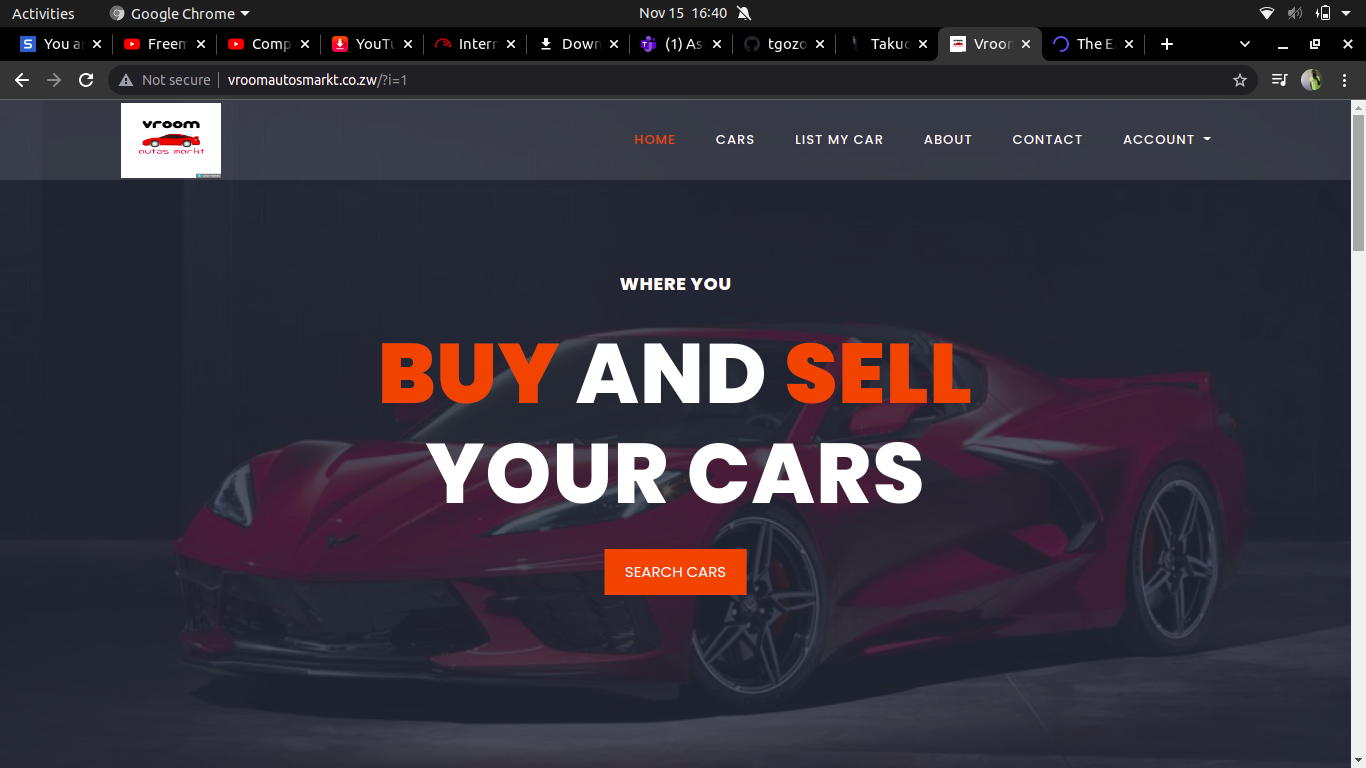 Activities
Google Chrome
Nov 15 16:40
You a
Freem
Comp
YouTu
Intern
Down
(1) As
tgozo
Takud
Vroom
The E
Not secure
vroomautosmarkt.co.zw/?i=1
vroom
autos markt
HOME
CARS
LIST MY CAR
ABOUT
CONTACT
ACCOUNT
WHERE YOU
BUY AND SELL
YOUR CARS
SEARCH CARS